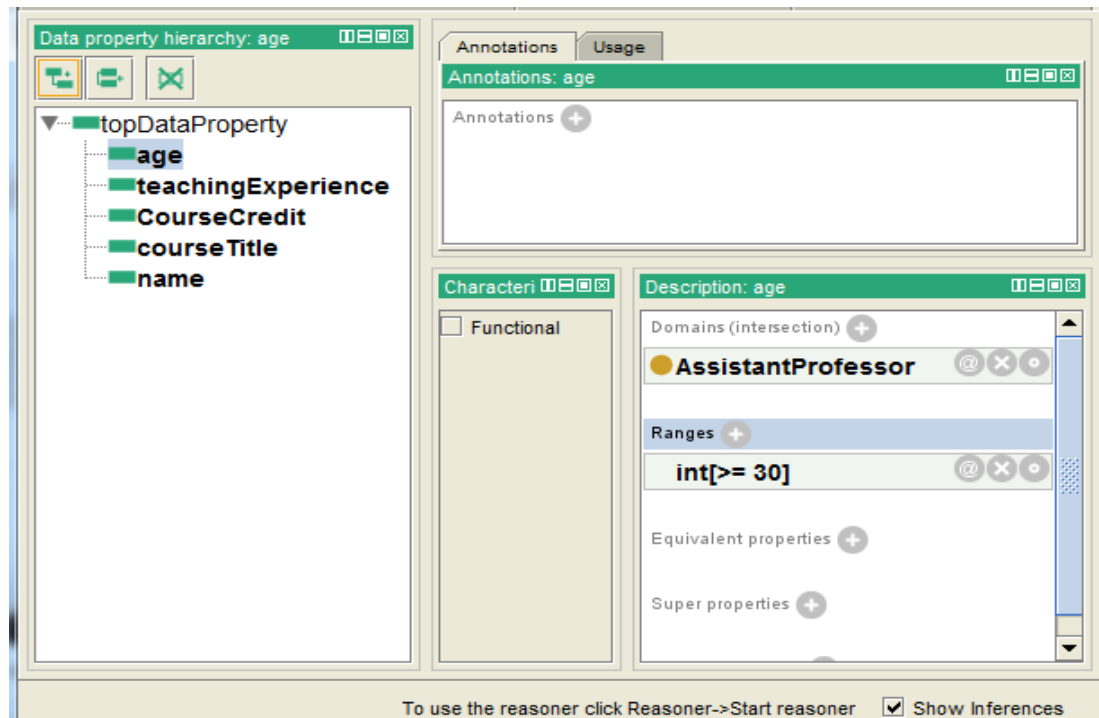 Data property hierarchy: age
topDataProperty
age
teachingExperience
CourseCredit
courseTitle
name
Annotations
Usage
Annotations: age
Annotations
Characteri
Functional
Description: age
Domains (intersection)
AssistantProfessor
Ranges
int[>= 30]
Equivalent properties
Super properties
To use the reasoner click Reasoner->Start reasoner
Show Inferences